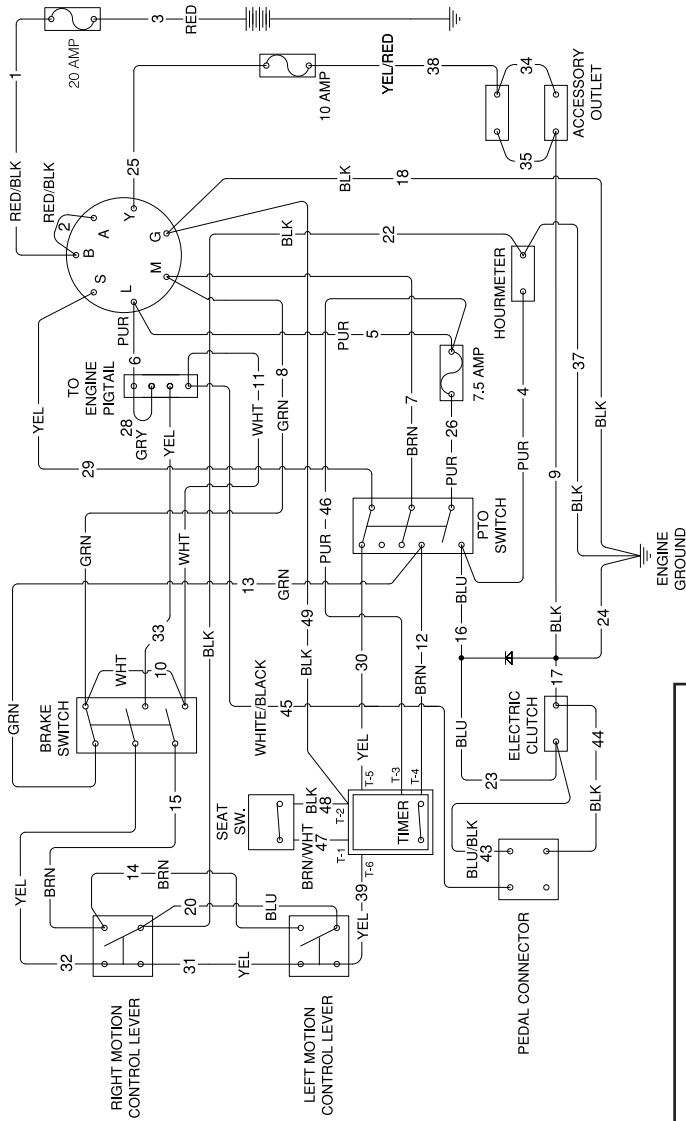 1
20 AMP
3
RED
RED/BLK
2
RED/BLK
B
A
S
Y
L
G
M
25
10 AMP
YEL/RED
38
34
35
ACCESSORY
OUTLET
BLK
18
BLK
22
HOURMETER
YEL
29
PUR
6
TO
ENGINE
PIGTAIL
28
GRY
YEL
WHT
11
GRN
8
PUR
5
7.5 AMP
BRN
7
PUR
26
PUR
4
37
BLK
BLK
9
GRN
WHT
13
GRN
PUR
46
PTO
SWITCH
ENGINE
GROUND
GRN
BRAKE
SWITCH
WHT
10
33
BLK
WHITE/BLACK
45
BLK
49
30
YEL
BRN
12
BLU
16
BLK
24
17
BLU
23
ELECTRIC
CLUTCH
44
BLK
15
YEL
BRN
14
BRN
20
BLU
32
31
YEL
RIGHT MOTION
CONTROL LEVER
LEFT MOTION
CONTROL LEVER
SEAT
SW.
BRN/WHT
47
BLK
48
T-1
T-2
T-5
T-3
T-4
T-6
TIMER
YEL
39
BLU/BLK
43
PEDAL CONNECTOR